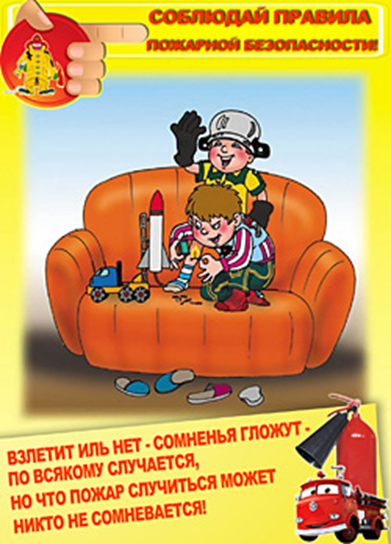 СОБЛЮДАЙ ПРАВИЛА
ПОЖАРНОЙ БЕЗОПАСНОСТИ!
ВЗЛЕТИТ ИЛЬ НЕТ - СОМНЕНЬЯ ГЛОЖУТ -
ПО ВСЯКОМУ СЛУЧАЕТСЯ,
НО ЧТО ПОЖАР СЛУЧИТЬСЯ МОЖЕТ
НИКТО НЕ СОМНЕВАЕТСЯ!